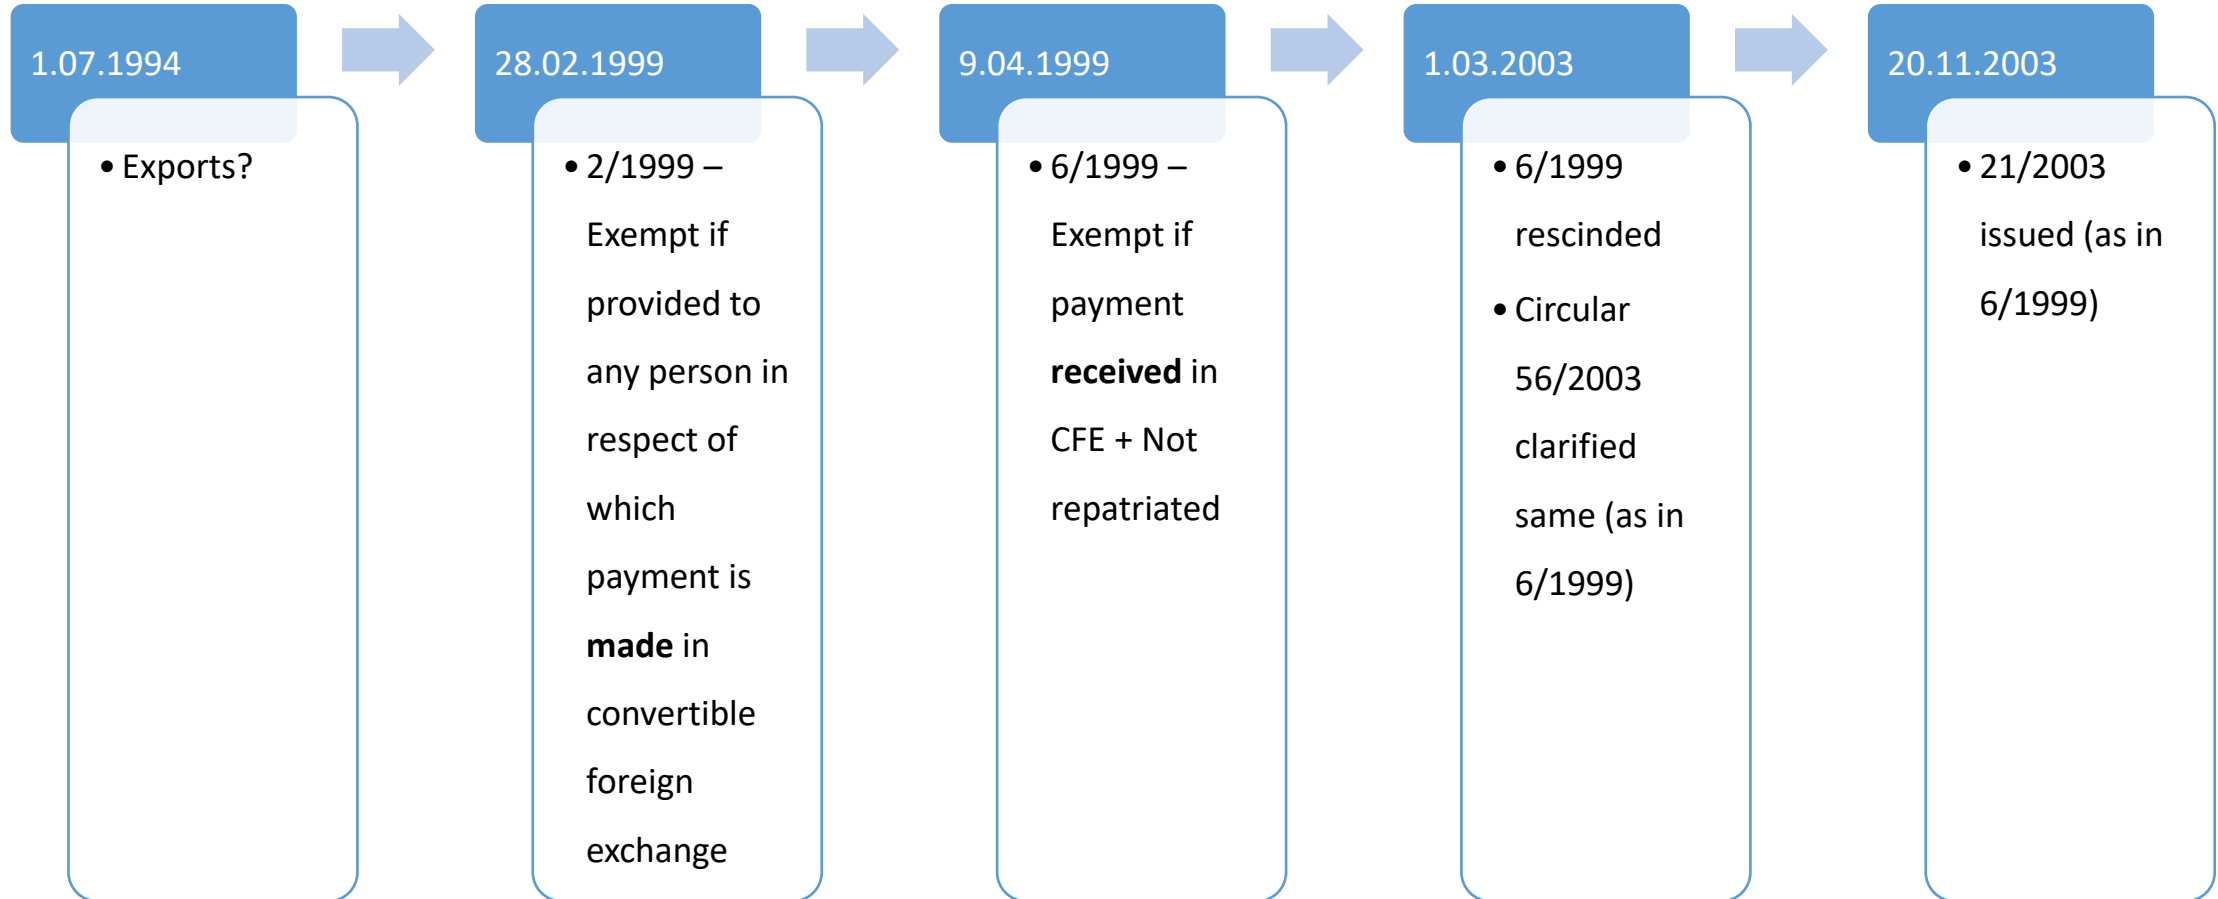 1.07.1994
• Exports?
28.02.1999
• 2/1999 –
Exempt if
provided to
any person in
respect of
which
payment is
made in
convertible
foreign
exchange
9.04.1999
• 6/1999 –
Exempt if
payment
received in
CFE + Not
repatriated
1.03.2003
• 6/1999
rescinded
• Circular
56/2003
clarified
same (as in
6/1999)
20.11.2003
• 21/2003
issued (as in
6/1999)